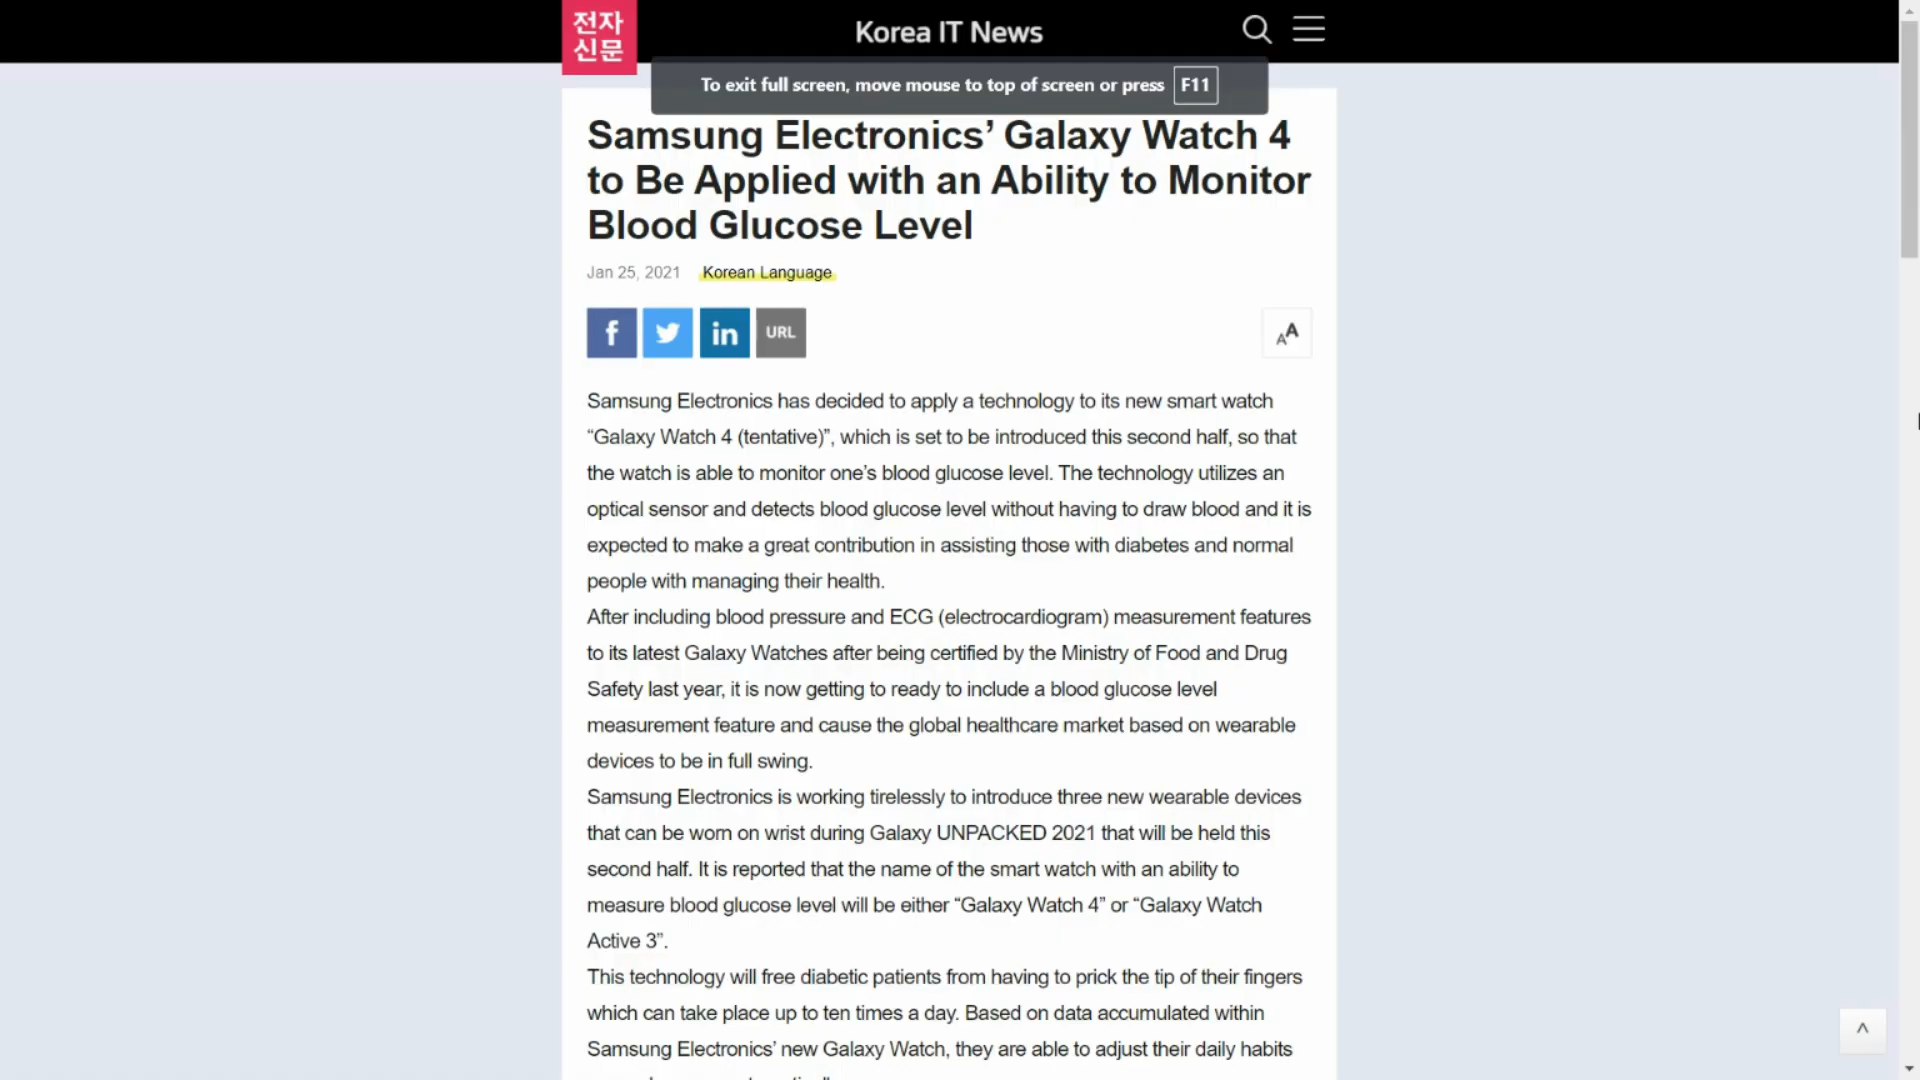 전자
신문
Korea IT News
To exit full screen, move mouse to top of screen or press F11
Samsung Electronics’ Galaxy Watch 4
to Be Applied with an Ability to Monitor
Blood Glucose Level
Jan 25, 2021 Korean Language
f in URL
AA
Samsung Electronics has decided to apply a technology to its new smart watch
“Galaxy Watch 4 (tentative)”, which is set to be introduced this second half, so that
the watch is able to monitor one’s blood glucose level. The technology utilizes an
optical sensor and detects blood glucose level without having to draw blood and it is
expected to make a great contribution in assisting those with diabetes and normal
people with managing their health.
After including blood pressure and ECG (electrocardiogram) measurement features
to its latest Galaxy Watches after being certified by the Ministry of Food and Drug
Safety last year, it is now getting to ready to include a blood glucose level
measurement feature and cause the global healthcare market based on wearable
devices to be in full swing.
Samsung Electronics is working tirelessly to introduce three new wearable devices
that can be worn on wrist during Galaxy UNPACKED 2021 that will be held this
second half. It is reported that the name of the smart watch with an ability to
measure blood glucose level will be either “Galaxy Watch 4” or “Galaxy Watch
Active 3”.
This technology will free diabetic patients from having to prick the tip of their fingers
which can take place up to ten times a day. Based on data accumulated within
Samsung Electronics’ new Galaxy Watch, they are able to adjust their daily habits